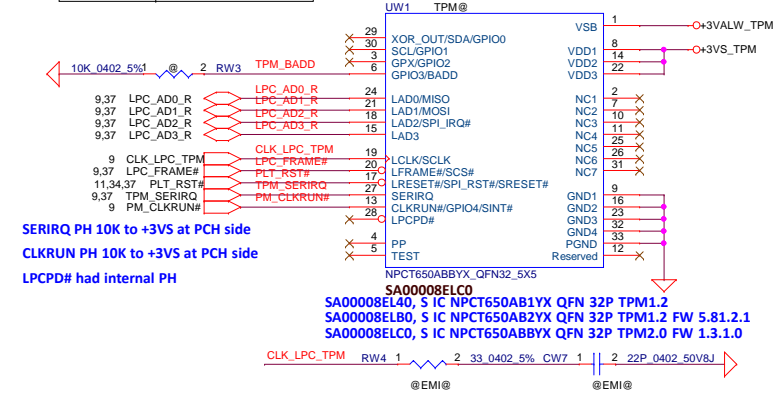 UW1 TPM@
29 XOR_OUT/SDA/GPIO0 VSB 1 +3VALW_TPM
30 SCL/GPIO1
3 GPX/GPIO2 VDD1 8 +3VS_TPM
10K_0402_5% 1 @ 2 RW3 TPM_BADD 6 GPIO3/BADD VDD2 14
VDD3 22
9,37 LPC_AD0_R LPC_AD0_R 24 LAD0/MISO NC1 2
9,37 LPC_AD1_R LPC_AD1_R 21 LAD1/MOSI NC2 7
9,37 LPC_AD2_R LPC_AD2_R 18 LAD2/SPI_IRQ# NC3 10
9,37 LPC_AD3_R LPC_AD3_R 15 LAD3 NC4 11
NC5 25
9 CLK_LPC_TPM CLK_LPC_TPM 19 LCLK/SCLK NC6 26
9,37 LPC_FRAME# LPC_FRAME# 20 LFRAME#/SCS# NC7 31
11,34,37 PLT_RST# PLT_RST# 17 LRESET#/SPI_RST#/SRESET#
9,37 TPM_SERIRQ TPM_SERIRQ 27 SERIRQ GND1 9
9 PM_CLKRUN# PM_CLKRUN# 13 CLKRUN#/GPIO4/SINT# GND2 16
28 LPCPD# GND3 23
GND4 32
4 PP PGND 33
5 TEST Reserved 12
SERIRQ PH 10K to +3VS at PCH side
CLKRUN PH 10K to +3VS at PCH side
LPCPD# had internal PH
NPCT650ABBYX_QFN32_5X5
SA00008ELC0
SA00008EL40, S IC NPCT650AB1YX QFN 32P TPM1.2
SA00008ELB0, S IC NPCT650AB2YX QFN 32P TPM1.2 FW 5.81.2.1
SA00008ELC0, S IC NPCT650ABBYX QFN 32P TPM2.0 FW 1.3.1.0
CLK_LPC_TPM RW4 1 2 33_0402_5% CW7 1 2 22P_0402_50V8J
@EMI@ @EMI@